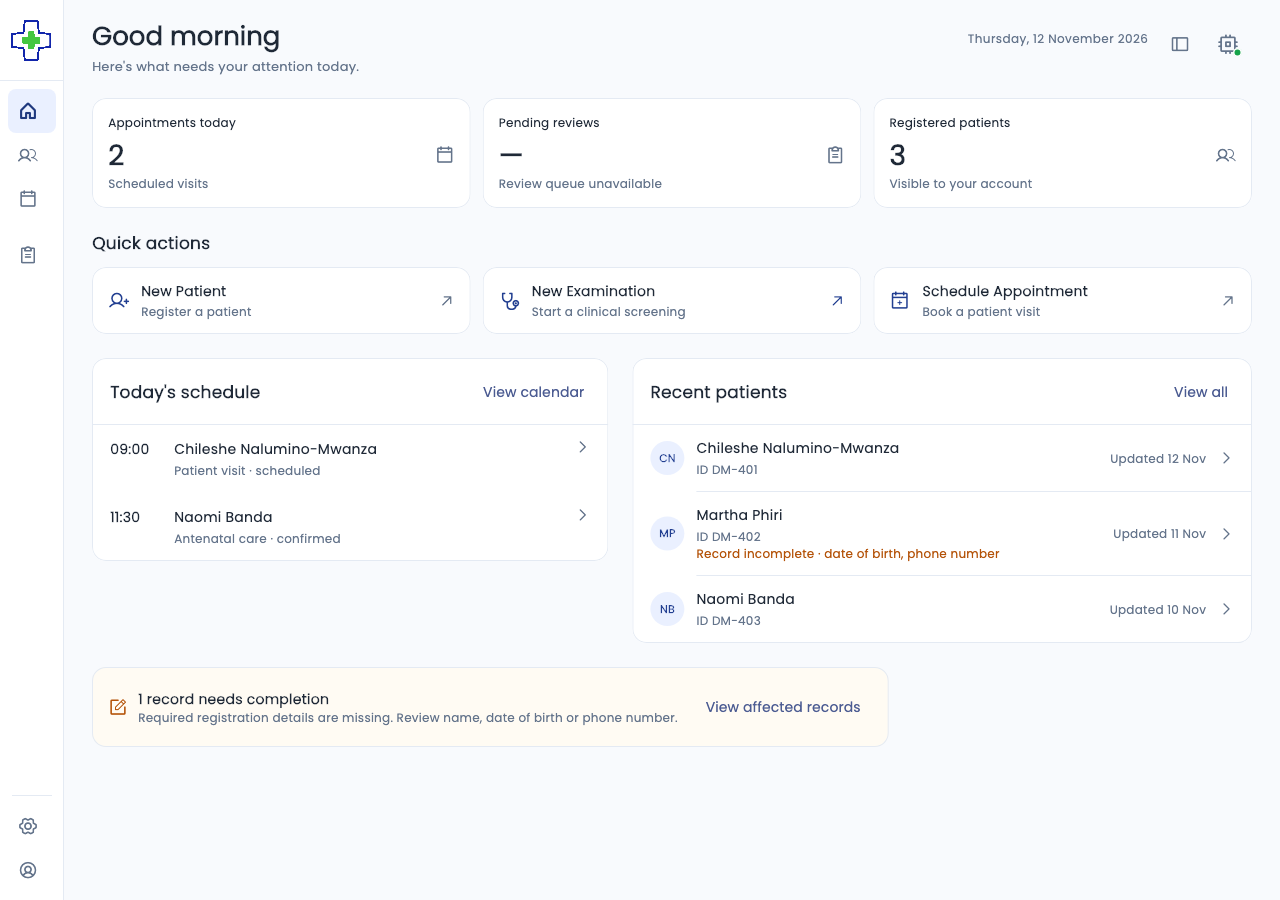 Good morning
Here's what needs your attention today.
Thursday, 12 November 2026
Appointments today
2
Scheduled visits
Pending reviews
—
Review queue unavailable
Registered patients
3
Visible to your account
Quick actions
New Patient
Register a patient
New Examination
Start a clinical screening
Schedule Appointment
Book a patient visit
Today's schedule
View calendar
09:00
Chileshe Nalumino-Mwanza
Patient visit · scheduled
11:30
Naomi Banda
Antenatal care · confirmed
Recent patients
View all
CN
Chileshe Nalumino-Mwanza
ID DM-401
Updated 12 Nov
MP
Martha Phiri
ID DM-402
Record incomplete · date of birth, phone number
Updated 11 Nov
NB
Naomi Banda
ID DM-403
Updated 10 Nov
1 record needs completion
Required registration details are missing. Review name, date of birth or phone number.
View affected records